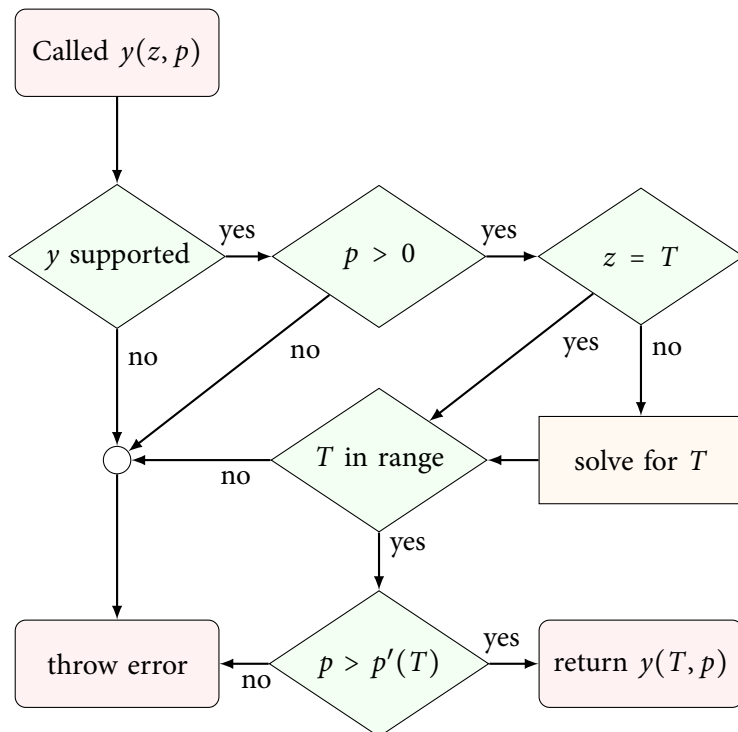 Called y(z, p)
y supported
yes
p > 0
yes
z = T
no
no
yes
no
T in range
no
solve for T
yes
throw error
no
p > p′(T)
yes
return y(T, p)